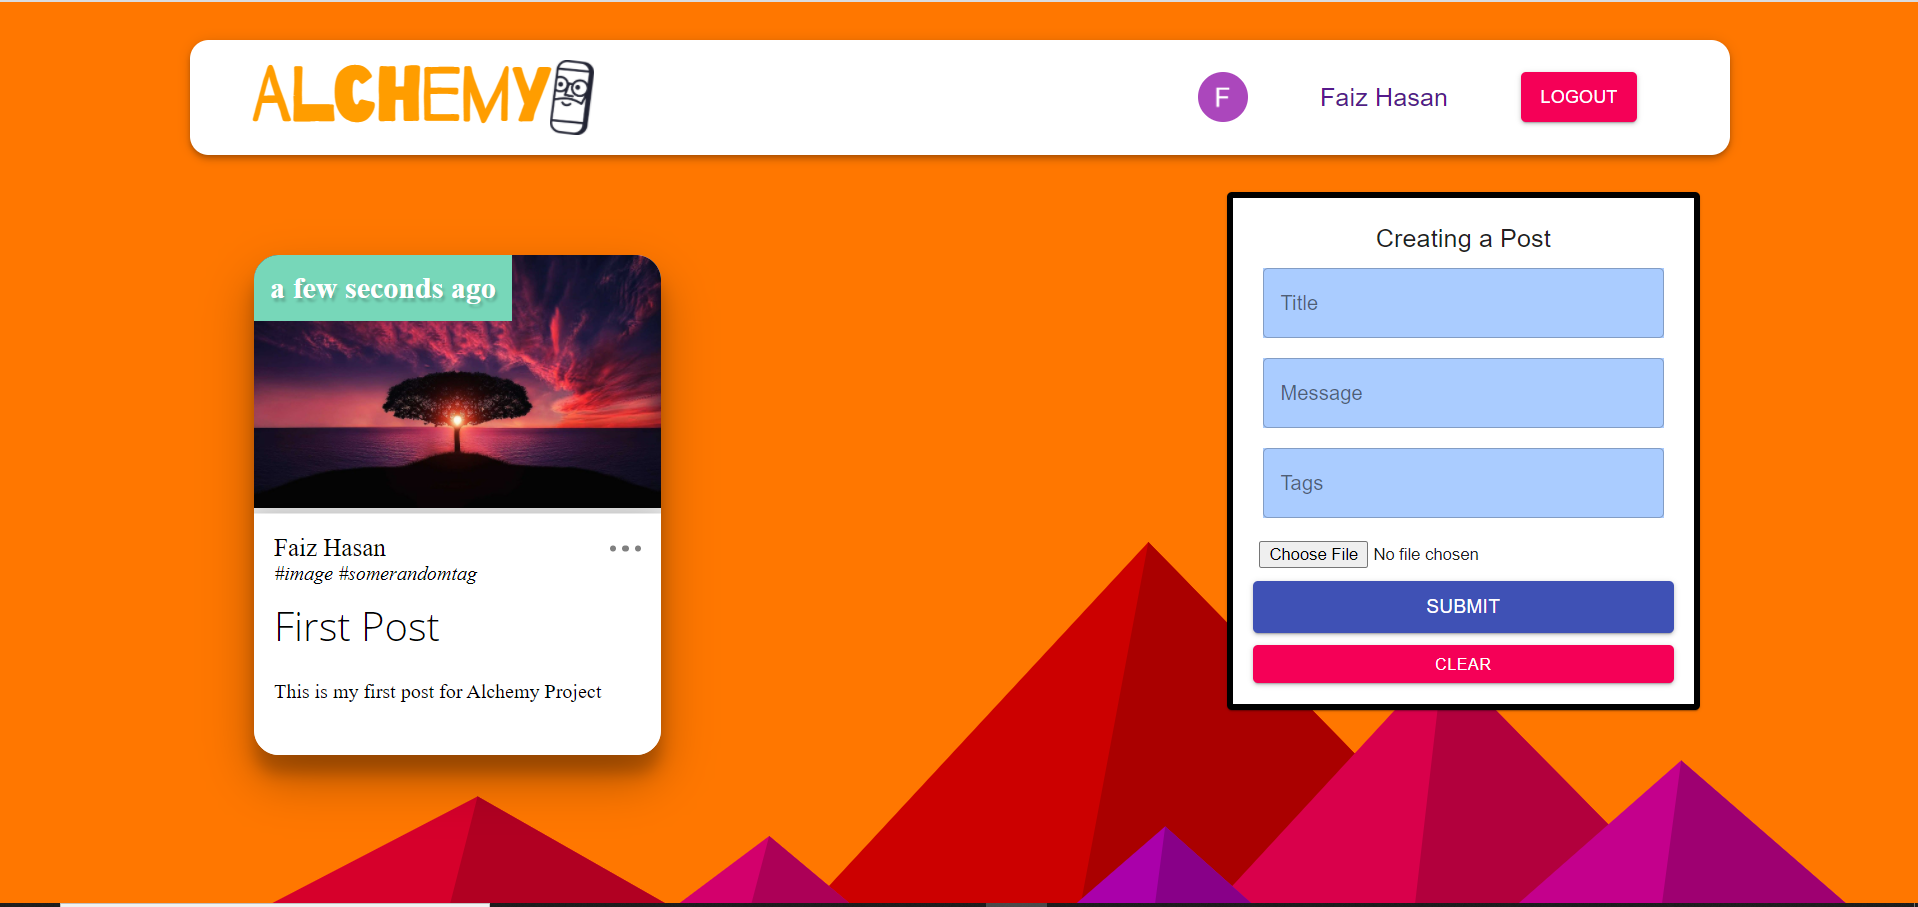 ALCHEMY
F
Faiz Hasan
LOGOUT
a few seconds ago
Faiz Hasan
#image #somerandomtag
First Post
This is my first post for Alchemy Project
Creating a Post
Title
Message
Tags
Choose File No file chosen
SUBMIT
CLEAR